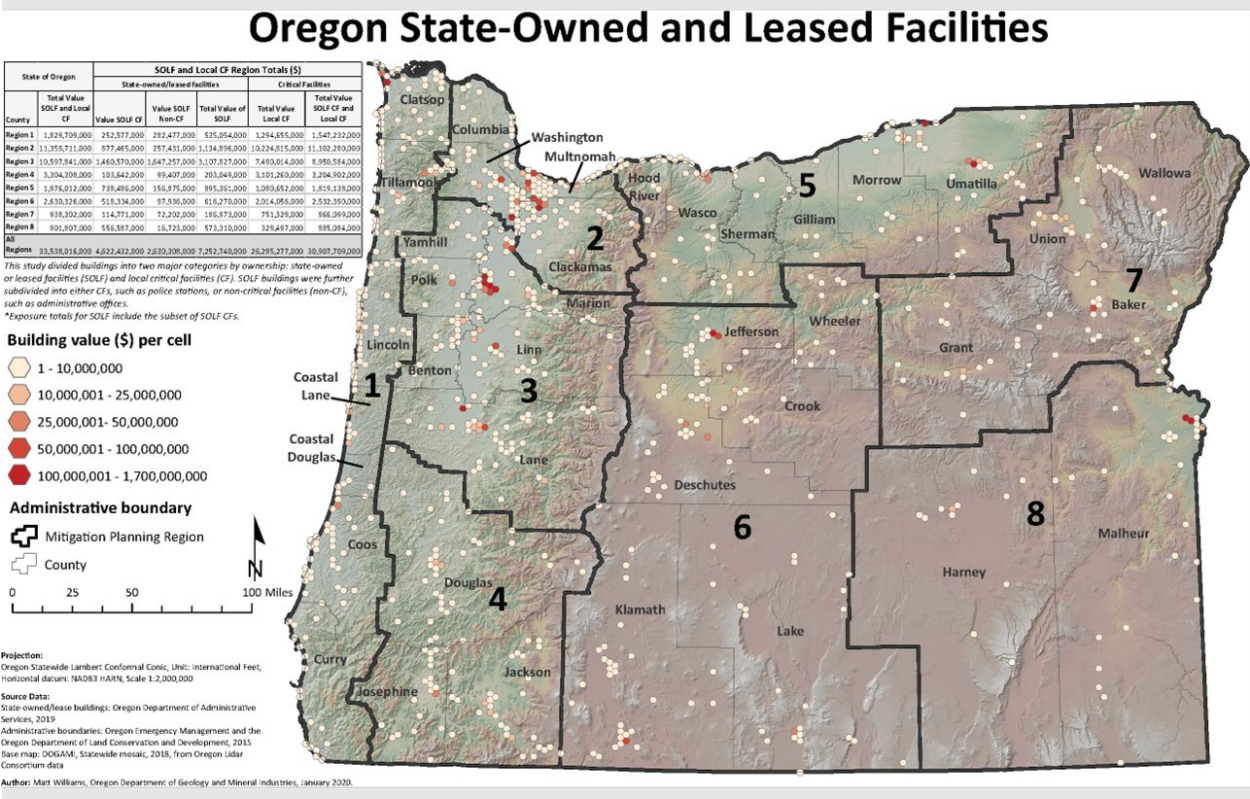 Oregon State-Owned and Leased Facilities
State of Oregon
SOLF and Local CF Region Totals ($)
State-owned/leased facilities
Critical Facilities
County
Total Value SOLF and Local CF
Value SOLF CF
Value SOLF Non-CF
Total Value of SOLF
Total Value Local CF
Total Value SOLF CF and Local CF
Region 1 1,829,709,000 252,577,000 282,477,000 535,054,000 1,294,655,000 1,547,232,000
Region 2 11,359,711,000 877,465,000 257,431,000 1,134,896,000 10,224,815,000 11,102,280,000
Region 3 10,597,841,000 1,460,570,000 1,647,257,000 3,107,827,000 7,490,014,000 8,950,584,000
Region 4 3,304,309,000 103,642,000 99,407,000 203,049,000 3,101,260,000 3,204,902,000
Region 5 1,976,012,000 738,486,000 156,875,000 895,361,000 1,080,652,000 1,819,138,000
Region 6 2,630,326,000 518,334,000 97,936,000 616,270,000 2,014,056,000 2,532,390,000
Region 7 938,302,000 114,771,000 72,202,000 186,973,000 751,328,000 866,099,000
Region 8 901,807,000 556,587,000 16,723,000 573,310,000 328,497,000 885,084,000
All Regions 33,538,016,000 4,622,432,000 2,630,308,000 7,252,740,000 26,285,277,000 30,907,709,000
This study divided buildings into two major categories by ownership: state-owned
or leased facilities (SOLF) and local critical facilities (CF). SOLF buildings were further
subdivided into either CFs, such as police stations, or non-critical facilities (non-CF),
such as administrative offices.
*Exposure totals for SOLF include the subset of SOLF CFs.
Building value ($) per cell
1 - 10,000,000
10,000,001 - 25,000,000
25,000,001- 50,000,000
50,000,001 - 100,000,000
100,000,001 - 1,700,000,000
Administrative boundary
Mitigation Planning Region
County
N
0 25 50 100 Miles
Projection:
Oregon Statewide Lambert Conformal Conic, Unit: International Feet,
Horizontal datum: NAD83 HARN, Scale 1:2,000,000
Source Data:
State-owned/lease buildings: Oregon Department of Administrative
Services, 2019
Administrative boundaries: Oregon Emergency Management and the
Oregon Department of Land Conservation and Development, 2015
Base map: DOGAMI, Statewide mosaic, 2018, from Oregon Lidar
Consortium data
Author: Matt Williams, Oregon Department of Geology and Mineral Industries, January 2020.
Clatsop
Columbia
Washington
Multnomah
Tillamook
Hood
River
Wasco
Sherman
5
Gilliam
Morrow
Umatilla
Wallowa
Union
Yamhill
2
Clackamas
Polk
Marion
7
Baker
Lincoln
Linn
Jefferson
Wheeler
Grant
Benton
Coastal
Lane
1
3
Crook
Coastal
Douglas
Lane
Deschutes
6
8
Malheur
Coos
Douglas
4
Klamath
Lake
Harney
Curry
Josephine
Jackson